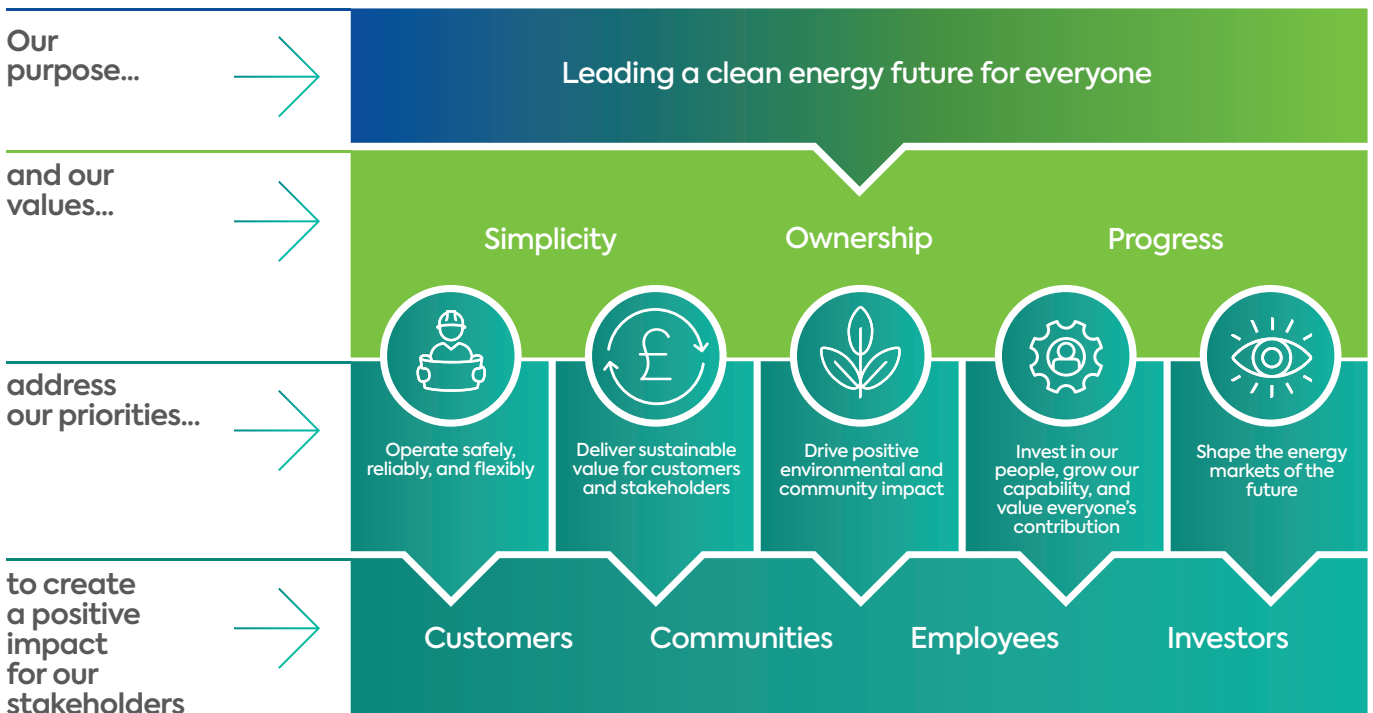 Our
purpose...
Leading a clean energy future for everyone
and our
values...
Simplicity
Ownership
Progress
address
our priorities...
£
Operate safely,
reliably, and flexibly
Deliver sustainable
value for customers
and stakeholders
Drive positive
environmental and
community impact
Invest in our
people, grow our
capability, and
value everyone’s
contribution
Shape the energy
markets of the
future
to create
a positive
impact
for our
stakeholders
Customers
Communities
Employees
Investors